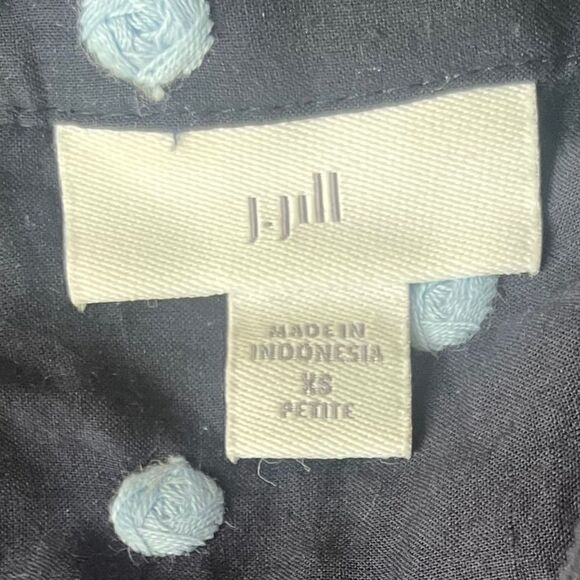 J.Jill
MADE IN
INDONESIA
XS
PETITE